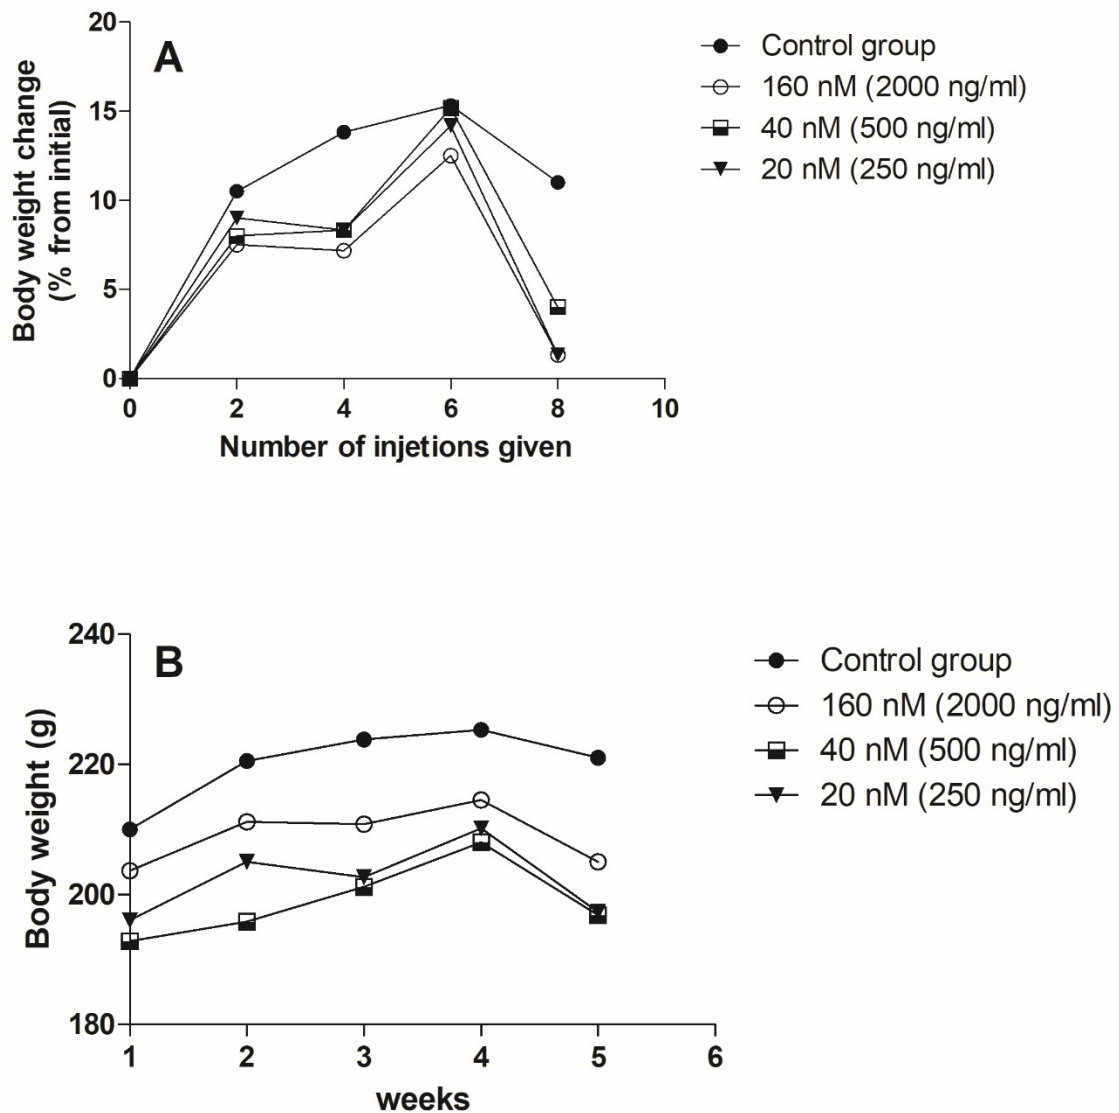 A
Body weight change
(% from initial)
20
15
10
5
0
0 2 4 6 8 10
Number of injetions given
Control group
160 nM (2000 ng/ml)
40 nM (500 ng/ml)
20 nM (250 ng/ml)
B
Body weight (g)
240
220
200
180
1 2 3 4 5 6
weeks
Control group
160 nM (2000 ng/ml)
40 nM (500 ng/ml)
20 nM (250 ng/ml)